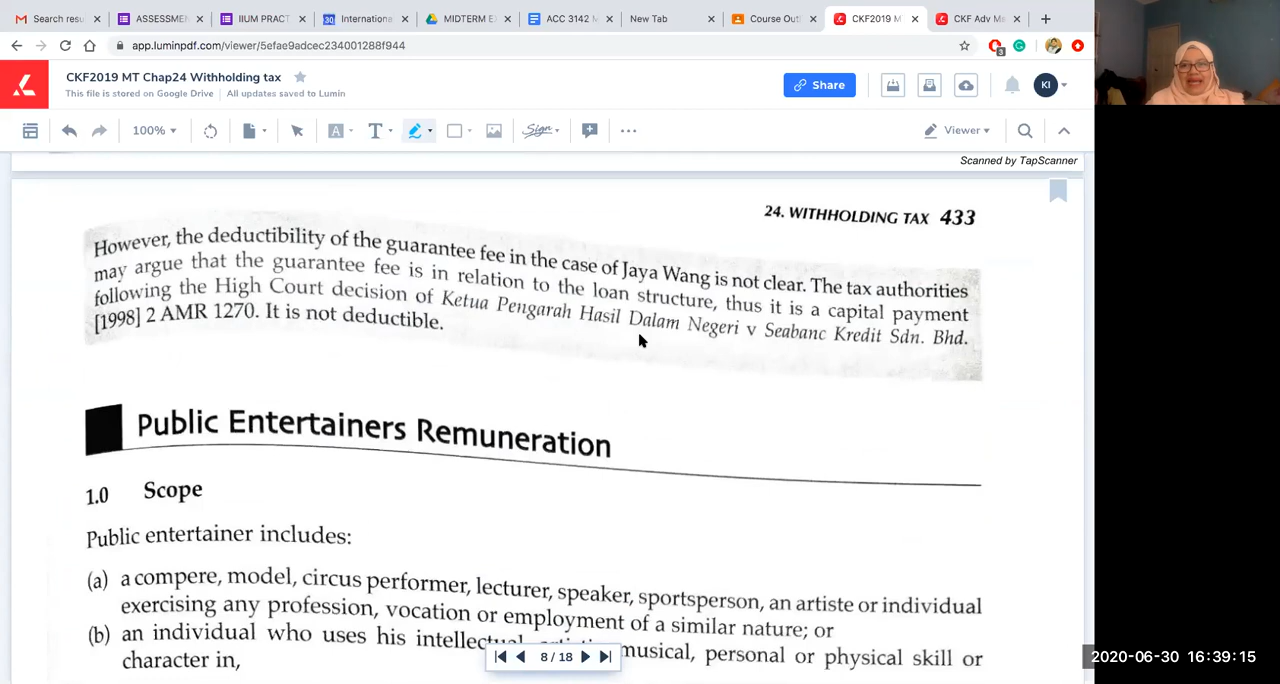 Search resu
ASSESSMEN
IIUM PRACT
Internationa
MIDTERM E
ACC 3142 M
New Tab
Course Out
CKF2019 M
CKF Adv Ma
app.luminpdf.com/viewer/5efae9adcec234001288f944
CKF2019 MT Chap24 Withholding tax
This file is stored on Google Drive
All updates saved to Lumin
Share
KI
100%
A
T
Sign
Viewer
Scanned by TapScanner
24. WITHHOLDING TAX 433
However, the deductibility of the guarantee fee in the case of Jaya Wang is not clear. The tax authorities
may argue that the guarantee fee is in relation to the loan structure, thus it is a capital payment
following the High Court decision of Ketua Pengarah Hasil Dalam Negeri v Seabanc Kredit Sdn. Bhd.
[1998] 2 AMR 1270. It is not deductible.
Public Entertainers Remuneration
1.0 Scope
Public entertainer includes:
(a) a compere, model, circus performer, lecturer, speaker, sportsperson, an artiste or individual
exercising any profession, vocation or employment of a similar nature; or
(b) an individual who uses his musical, personal or physical skill or
character in,
8 / 18
2020-06-30 16:39:15